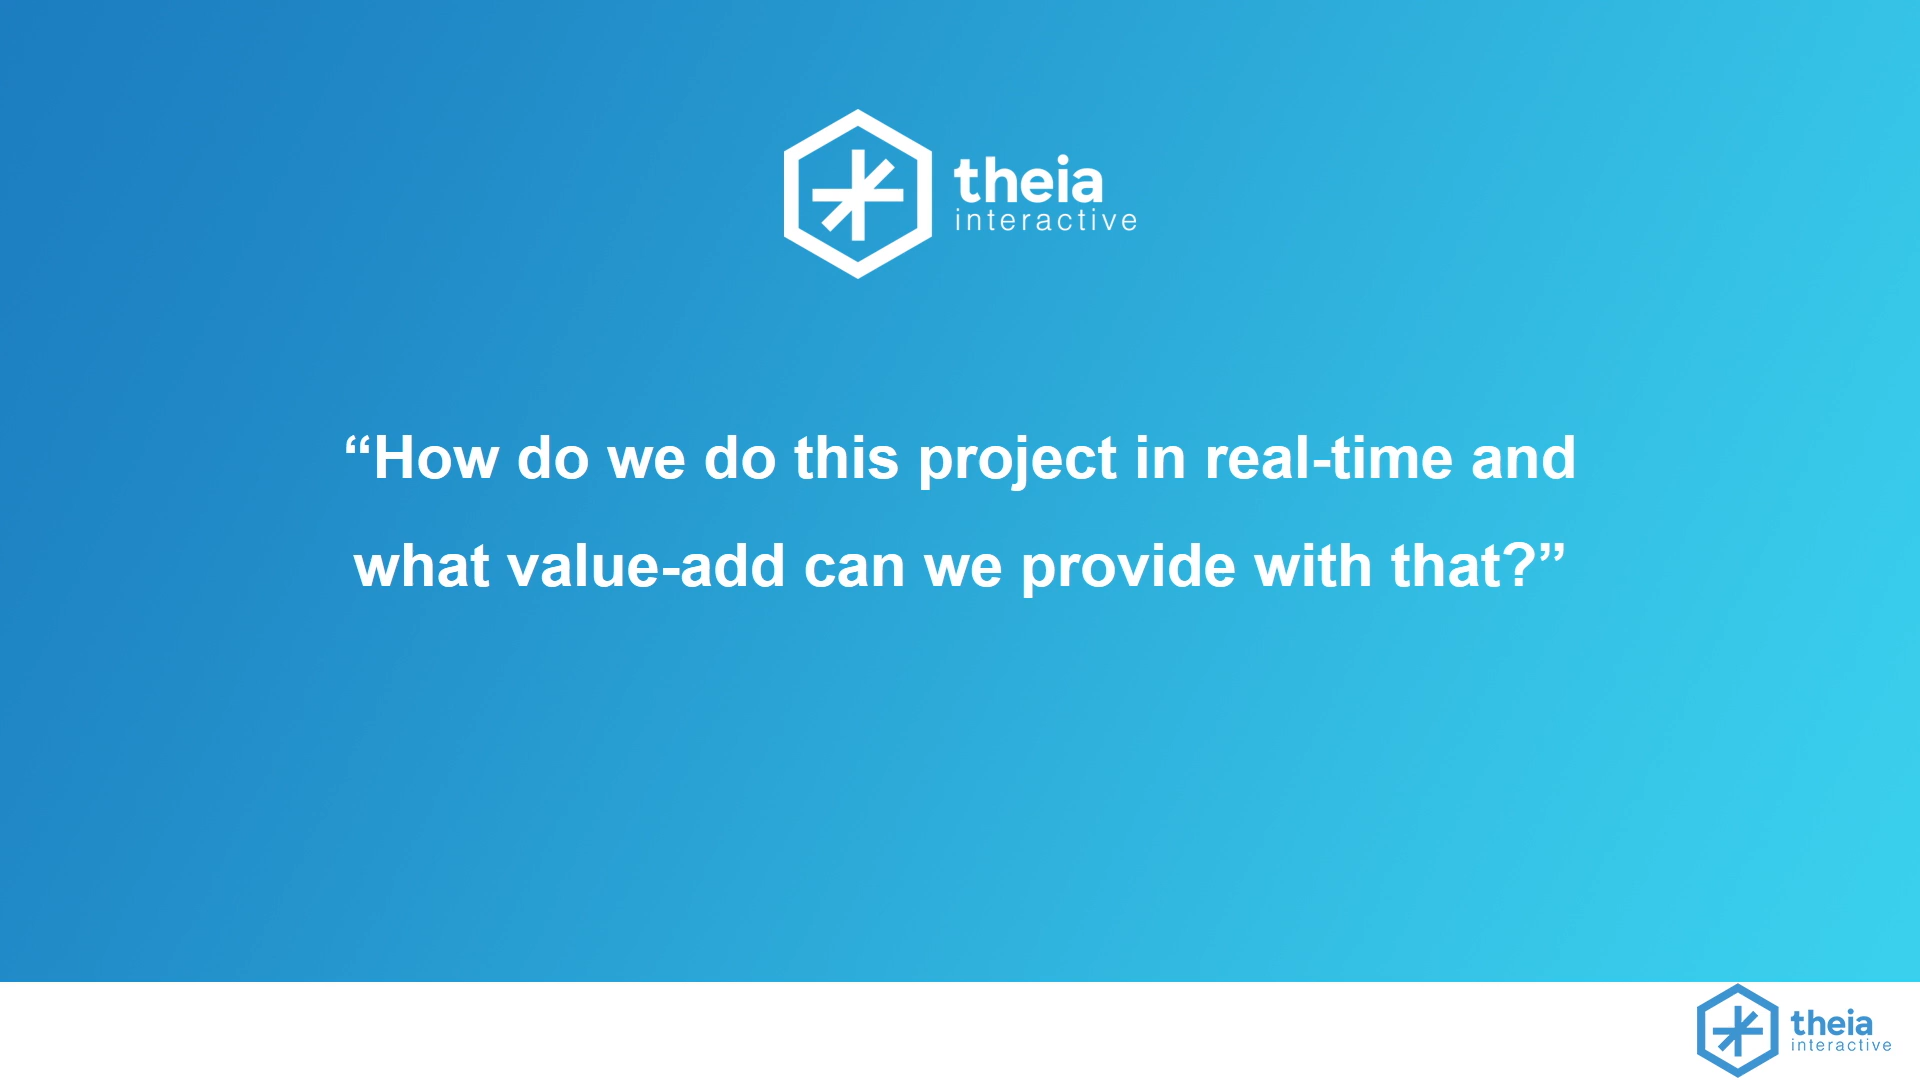 theia
interactive
“How do we do this project in real-time and
what value-add can we provide with that?”
theia
interactive